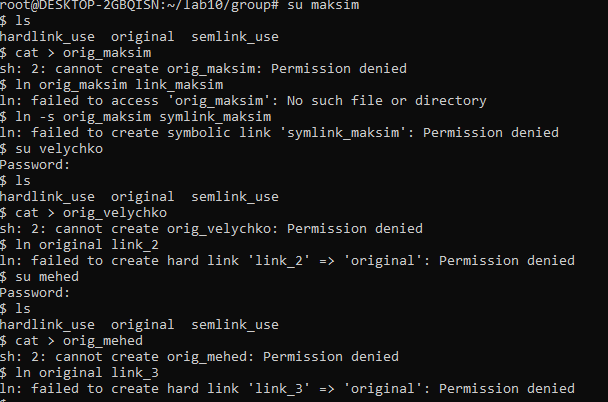 root@DESKTOP-2GBQISN:~/lab10/group# su maksim
$ ls
hardlink_use  original  semlink_use
$ cat > orig_maksim
sh: 2: cannot create orig_maksim: Permission denied
$ ln orig_maksim link_maksim
ln: failed to access 'orig_maksim': No such file or directory
$ ln -s orig_maksim symlink_maksim
ln: failed to create symbolic link 'symlink_maksim': Permission denied
$ su velychko
Password:
$ ls
hardlink_use  original  semlink_use
$ cat > orig_velychko
sh: 2: cannot create orig_velychko: Permission denied
$ ln original link_2
ln: failed to create hard link 'link_2' => 'original': Permission denied
$ su mehed
Password:
$ ls
hardlink_use  original  semlink_use
$ cat > orig_mehed
sh: 2: cannot create orig_mehed: Permission denied
$ ln original link_3
ln: failed to create hard link 'link_3' => 'original': Permission denied
$